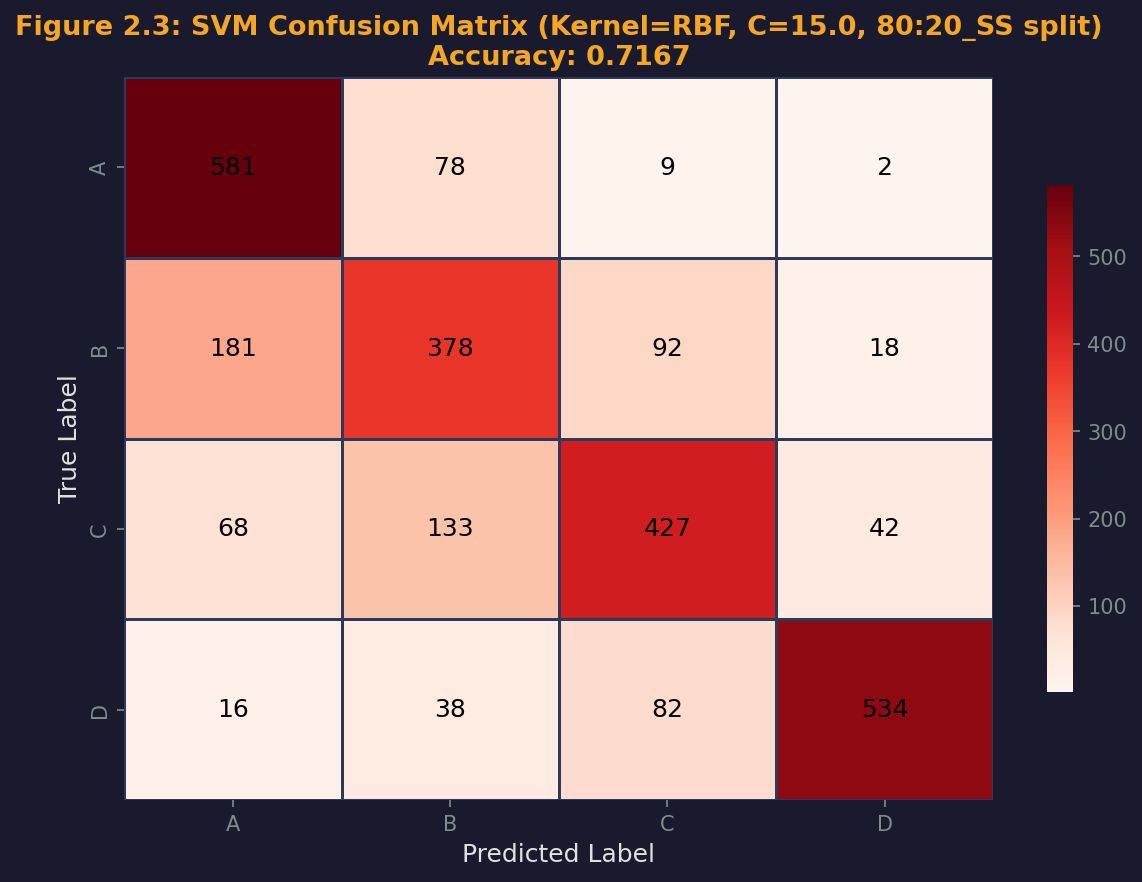 Figure 2.3: SVM Confusion Matrix (Kernel=RBF, C=15.0, 80:20_SS split)
Accuracy: 0.7167
A 581 78 9 2
B 181 378 92 18
C 68 133 427 42
D 16 38 82 534
A B C D
True Label
Predicted Label
500
400
300
200
100